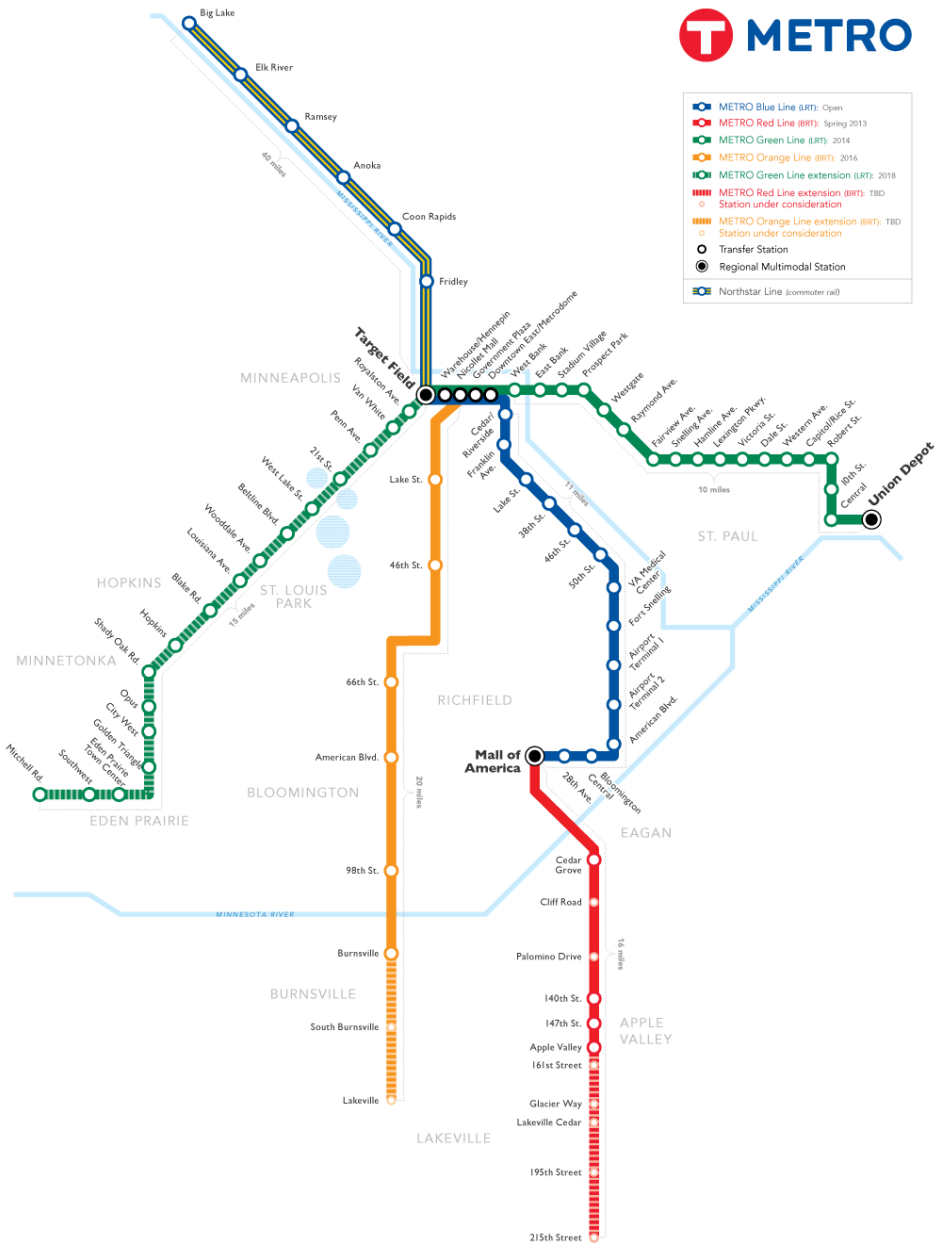 Big Lake
Elk River
Ramsey
Anoka
40 miles
MISSISSIPPI RIVER
Coon Rapids
Fridley
T METRO
METRO Blue Line (LRT): Open
METRO Red Line (BRT): Spring 2013
METRO Green Line (LRT): 2014
METRO Orange Line (BRT): 2016
METRO Green Line extension (LRT): 2018
METRO Red Line extension (BRT): TBD
Station under consideration
METRO Orange Line extension (BRT): TBD
Station under consideration
Transfer Station
Regional Multimodal Station
Northstar Line (commuter rail)
MINNEAPOLIS
Target Field
Warehouse/Hennepin
Nicollet Mall
Government Plaza
Downtown East/Metrodome
West Bank
East Bank
Stadium Village
Prospect Park
Westgate
Raymond Ave.
Fairview Ave.
Snelling Ave.
Hamline Ave.
Lexington Pkwy.
Victoria St.
Dale St.
Western Ave.
Capitol/Rice St.
Robert St.
10th St.
Central
Union Depot
10 miles
ST. PAUL
MISSISSIPPI RIVER
Royalston Ave.
Van White
Penn Ave.
21st St.
West Lake St.
Beltline Blvd.
Wooddale Ave.
Louisiana Ave.
Blake Rd.
Hopkins
Shady Oak Rd.
Opus
City West
Golden Triangle
Eden Prairie
Town Center
Southwest
Mitchell Rd.
15 miles
HOPKINS
ST. LOUIS
PARK
MINNETONKA
EDEN PRAIRIE
Cedar/
Riverside
Franklin
Ave.
Lake St.
38th St.
46th St.
50th St.
VA Medical
Center
Fort Snelling
Airport
Terminal 1
Airport
Terminal 2
American Blvd.
Bloomington
Central
28th Ave.
Mall of
America
11 miles
Lake St.
46th St.
66th St.
American Blvd.
98th St.
Burnsville
South Burnsville
Lakeville
20 miles
RICHFIELD
BLOOMINGTON
MINNESOTA RIVER
BURNSVILLE
LAKEVILLE
EAGAN
Cedar
Grove
Cliff Road
Palomino Drive
140th St.
147th St.
Apple Valley
161st Street
Glacier Way
Lakeville Cedar
195th Street
215th Street
16 miles
APPLE
VALLEY